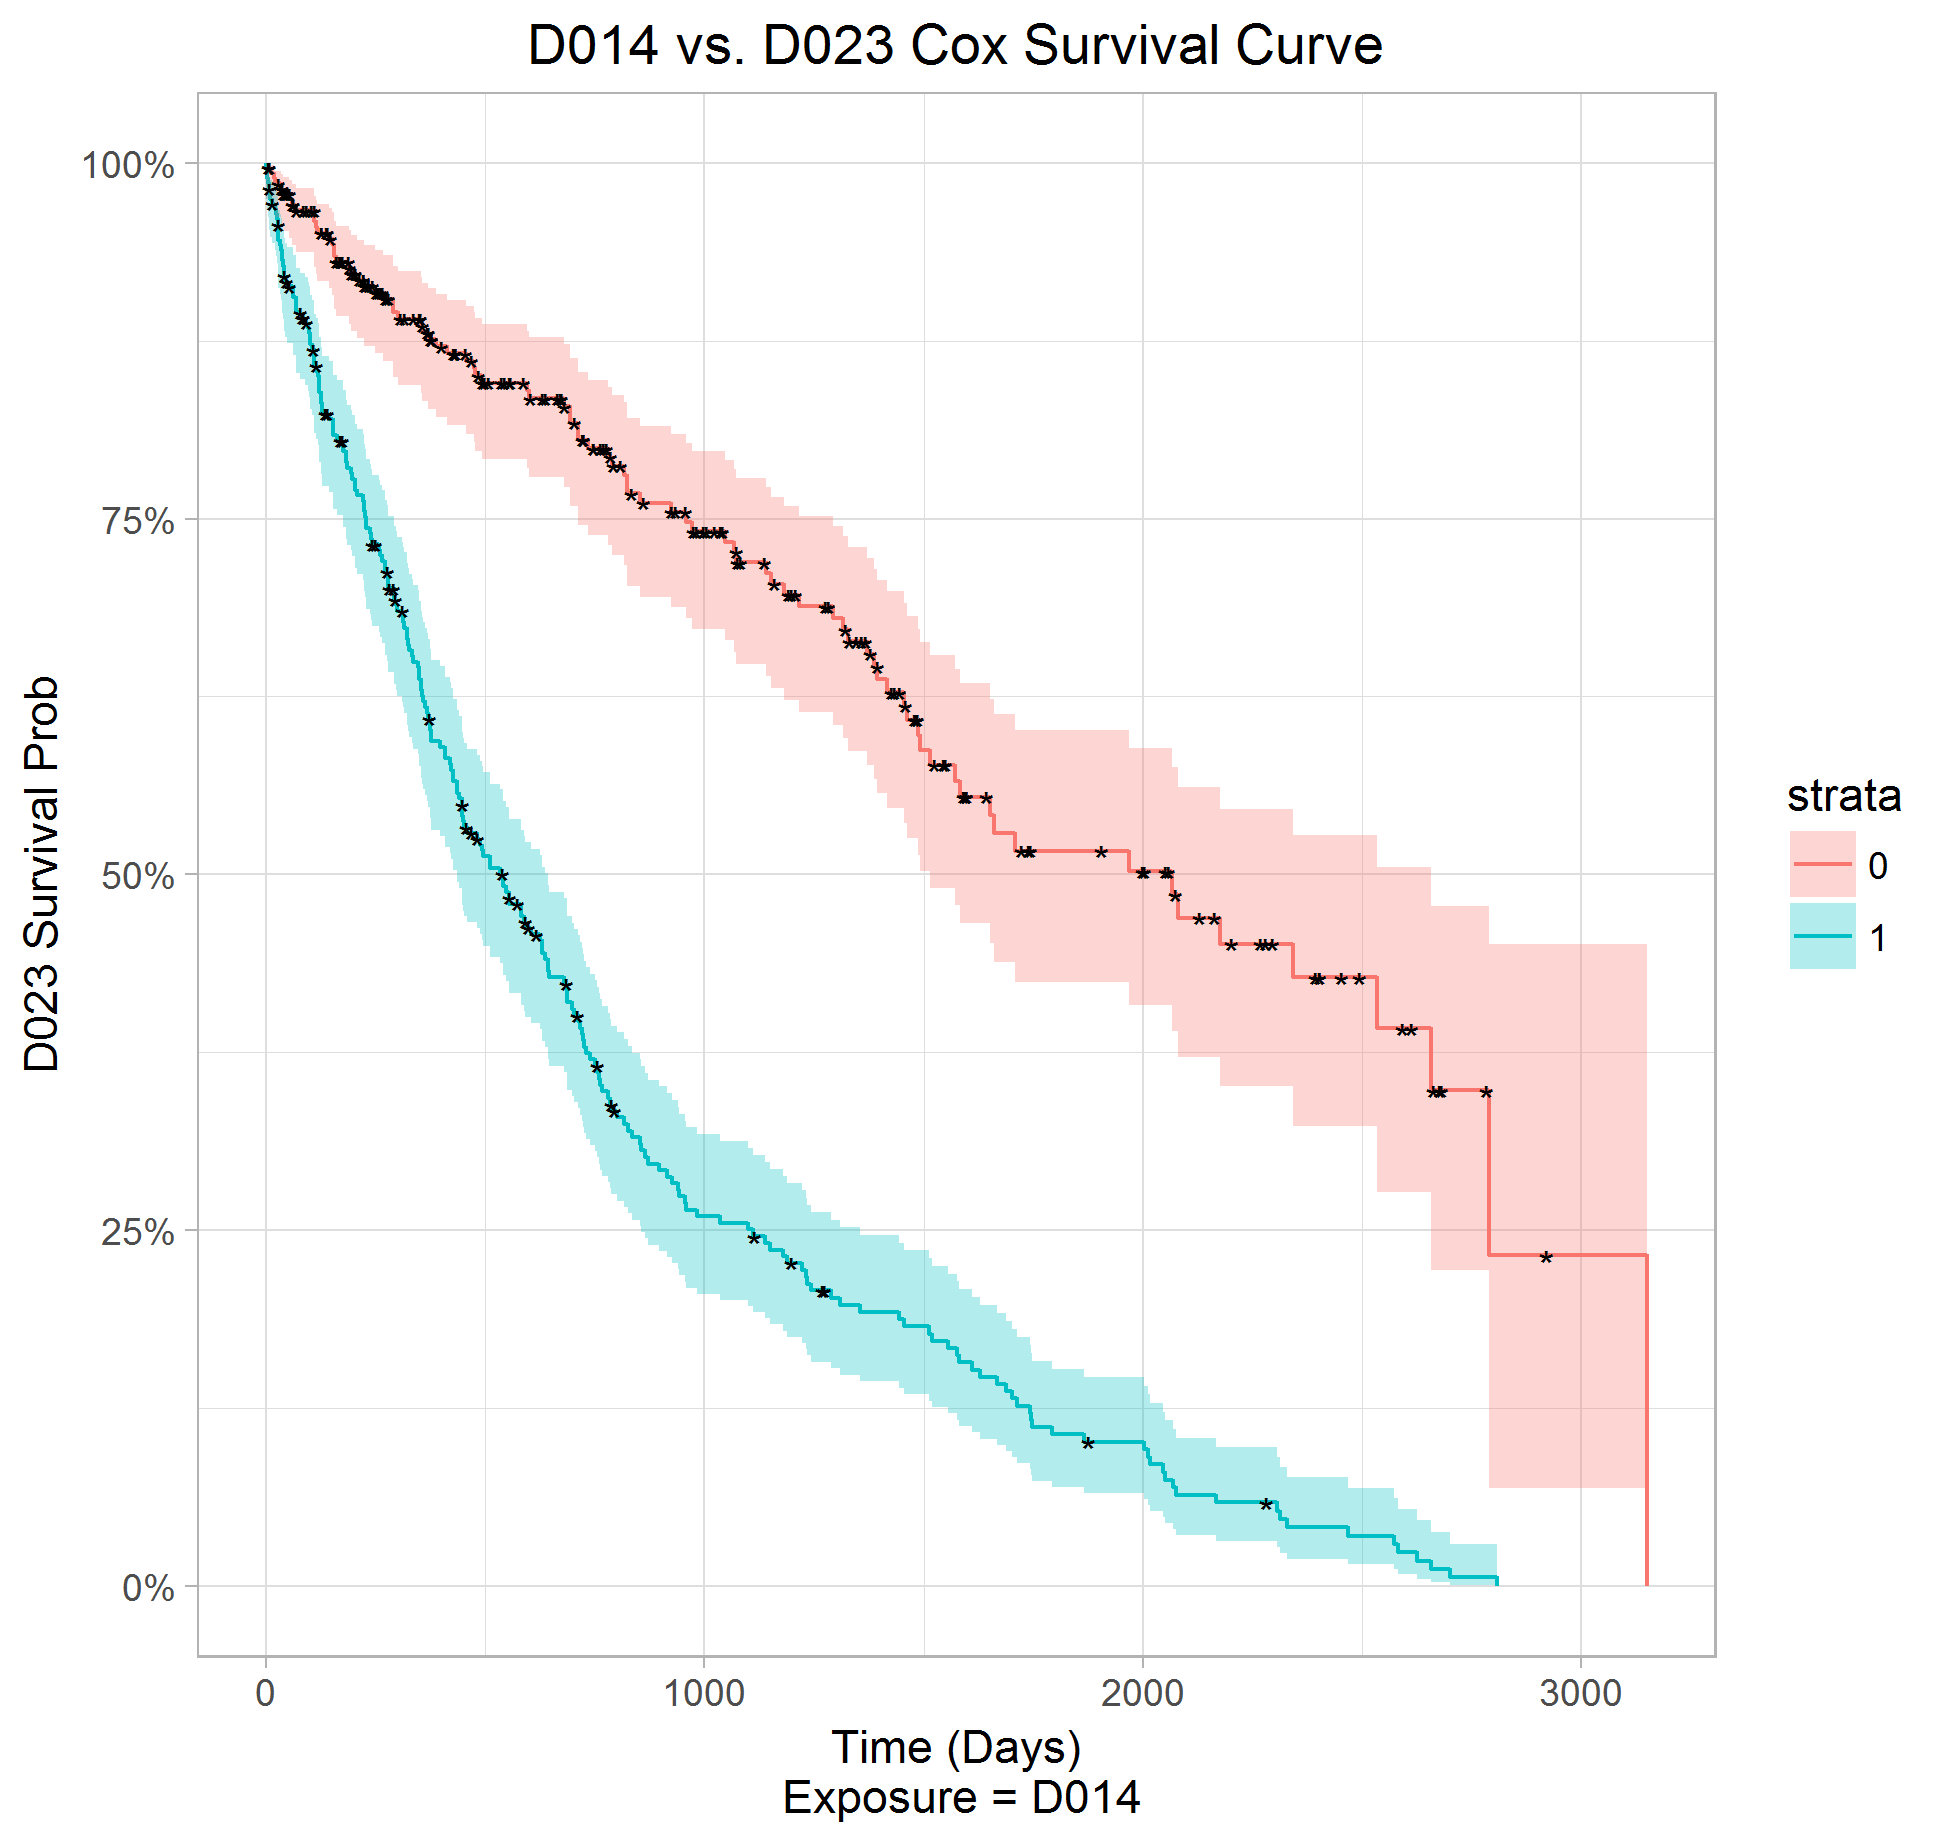 D014 vs. D023 Cox Survival Curve
100%
75%
50%
25%
0%
D023 Survival Prob
0
1000
2000
3000
Time (Days)
Exposure = D014
strata
0
1